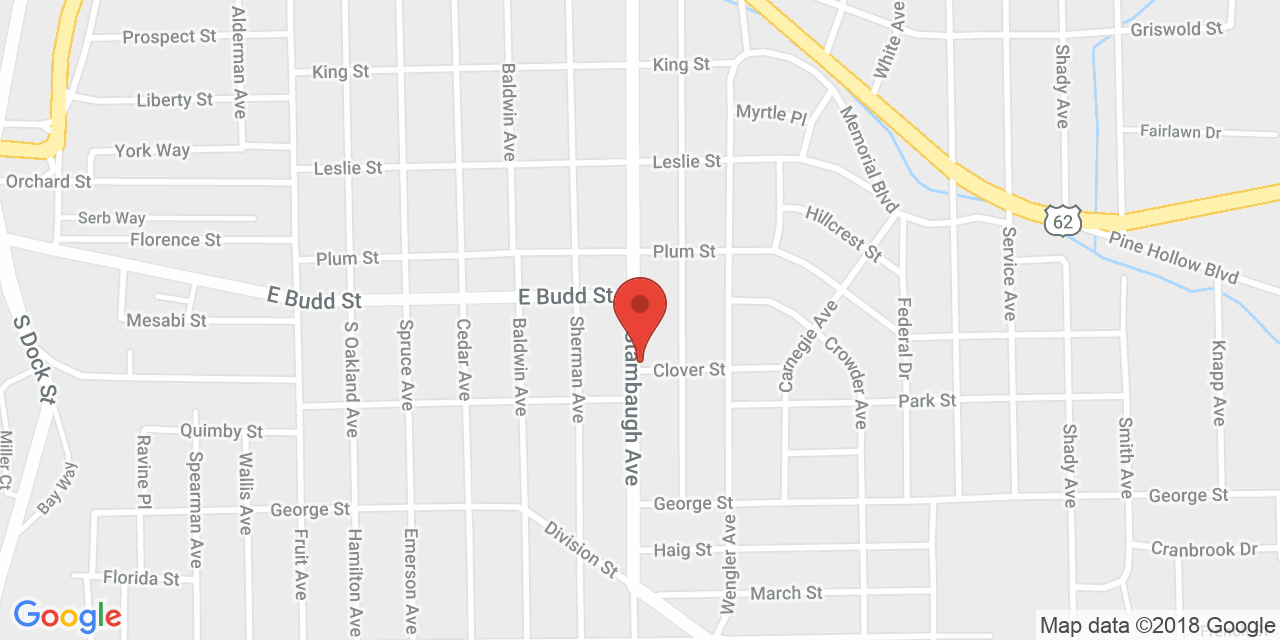 Prospect St
Alderman Ave
Liberty St
York Way
Orchard St
Serb Way
Florence St
King St
Baldwin Ave
King St
White Ave
Griswold St
Shady Ave
Myrtle Pl
Fairlawn Dr
Memorial Blvd
Leslie St
Leslie St
62
Hillcrest St
Plum St
Plum St
Service Ave
Pine Hollow Blvd
E Budd St
E Budd St
Mesabi St
S Dock St
S Oakland Ave
Spruce Ave
Cedar Ave
Baldwin Ave
Sherman Ave
Stambaugh Ave
Clover St
Carnegie Ave
Crowder Ave
Federal Dr
Knapp Ave
Park St
Miller Ct
Bay Way
Ravine Pl
Quimby St
Spearman Ave
Wallis Ave
Shady Ave
Smith Ave
George St
George St
George St
Fruit Ave
Hamilton Ave
Emerson Ave
Division St
Haig St
Wengler Ave
March St
Cranbrook Dr
Florida St
Google
Map data ©2018 Google